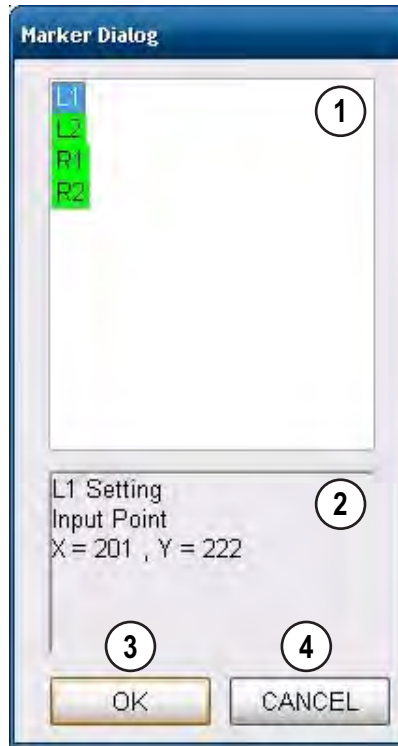 Marker Dialog
1
L1
L2
R1
R2
L1 Setting
2
Input Point
X = 201 , Y = 222
3 4
OK CANCEL